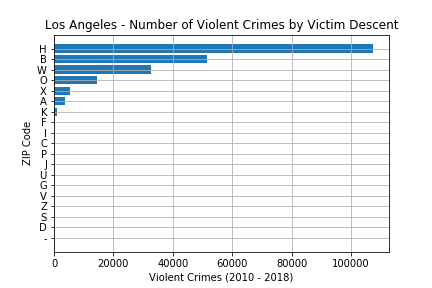 Los Angeles - Number of Violent Crimes by Victim Descent
H
B
W
O
X
A
K
F
I
C
P
J
U
G
V
Z
S
D
-
ZIP Code
0 20000 40000 60000 80000 100000
Violent Crimes (2010 - 2018)